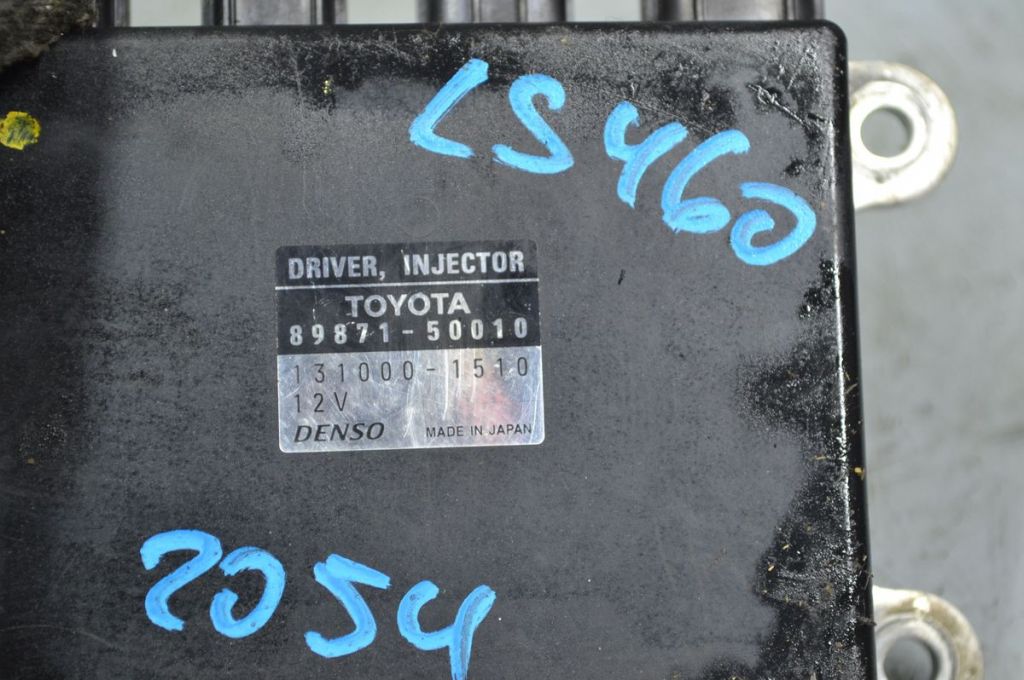 LS460
DRIVER, INJECTOR
TOYOTA
89871-50010
131000-1510
12V
DENSO MADE IN JAPAN
2054